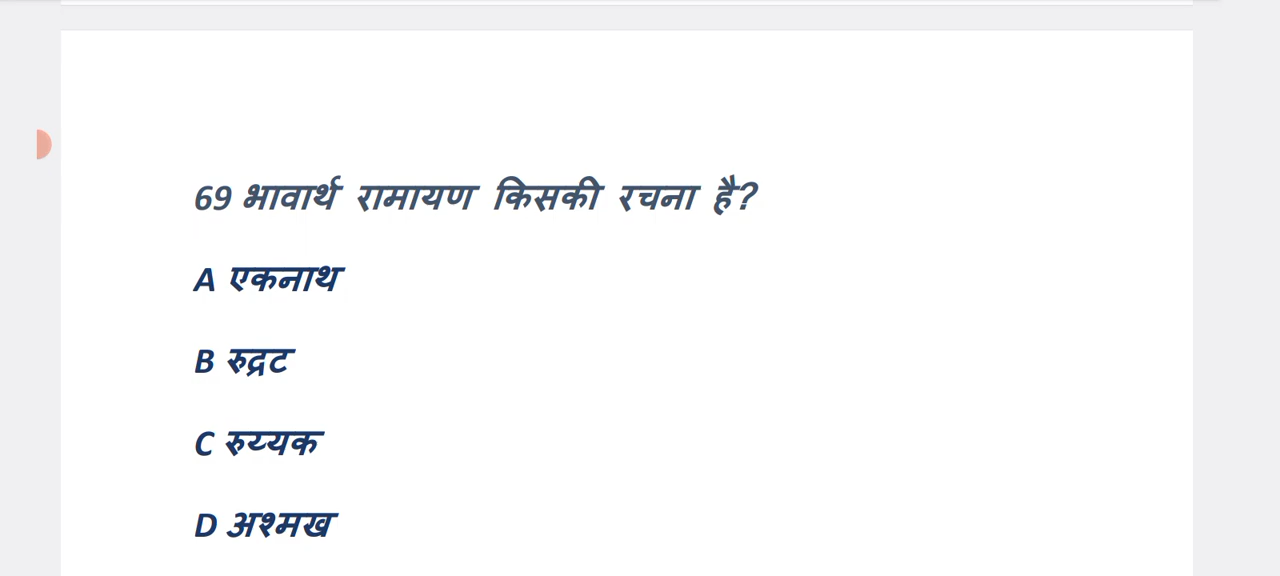 69 भावार्थ रामायण किसकी रचना है?
A एकनाथ
B रुद्रट
C रुय्यक
D अश्मख